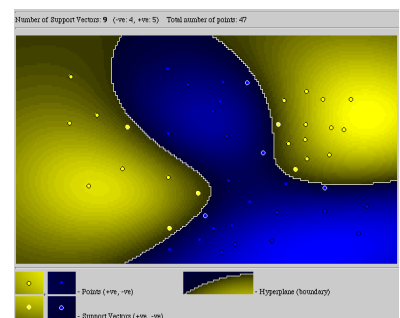 Number of Support Vectors: 9 (-ve: 4, +ve: 5) Total number of points: 47
- Points (+ve, -ve)
- Hyperplane (boundary)
- Support Vectors (+ve, -ve)